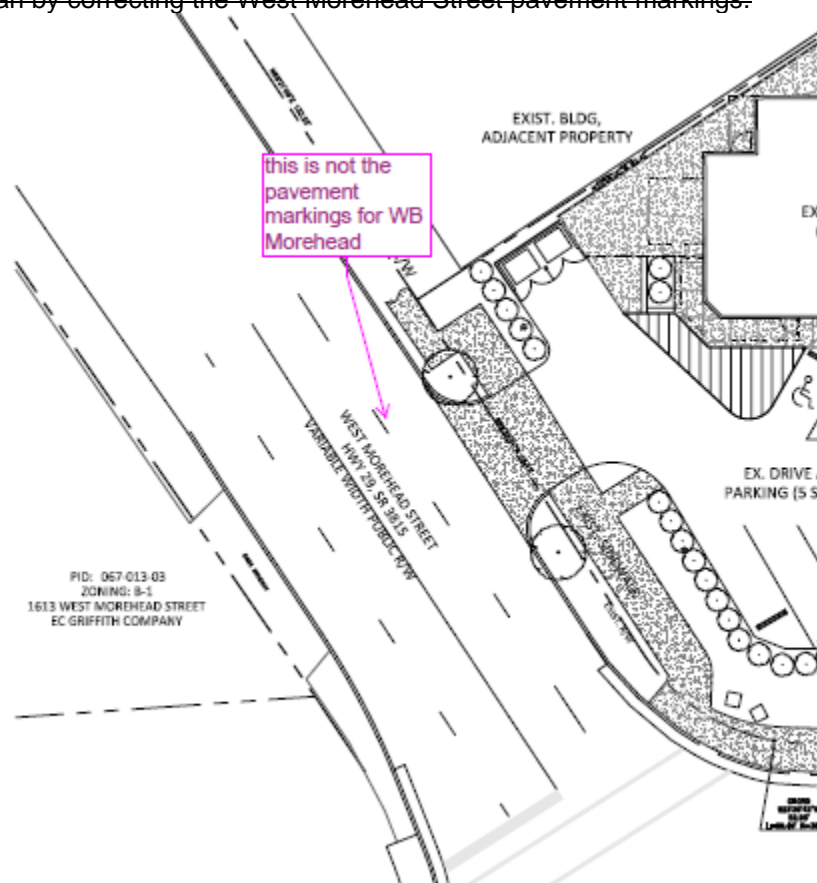 an by correcting the West Morehead Street pavement markings.
EXIST. BLDG,
ADJACENT PROPERTY
this is not the
pavement
markings for WB
Morehead
R/W
EX
WEST MOREHEAD STREET
HWY 29, SR 3815
VARIABLE WIDTH PUBLIC R/W
EX. DRIVE
PARKING (5 S
PID: 067-013-03
ZONING: B-1
1613 WEST MOREHEAD STREET
EC GRIFFITH COMPANY